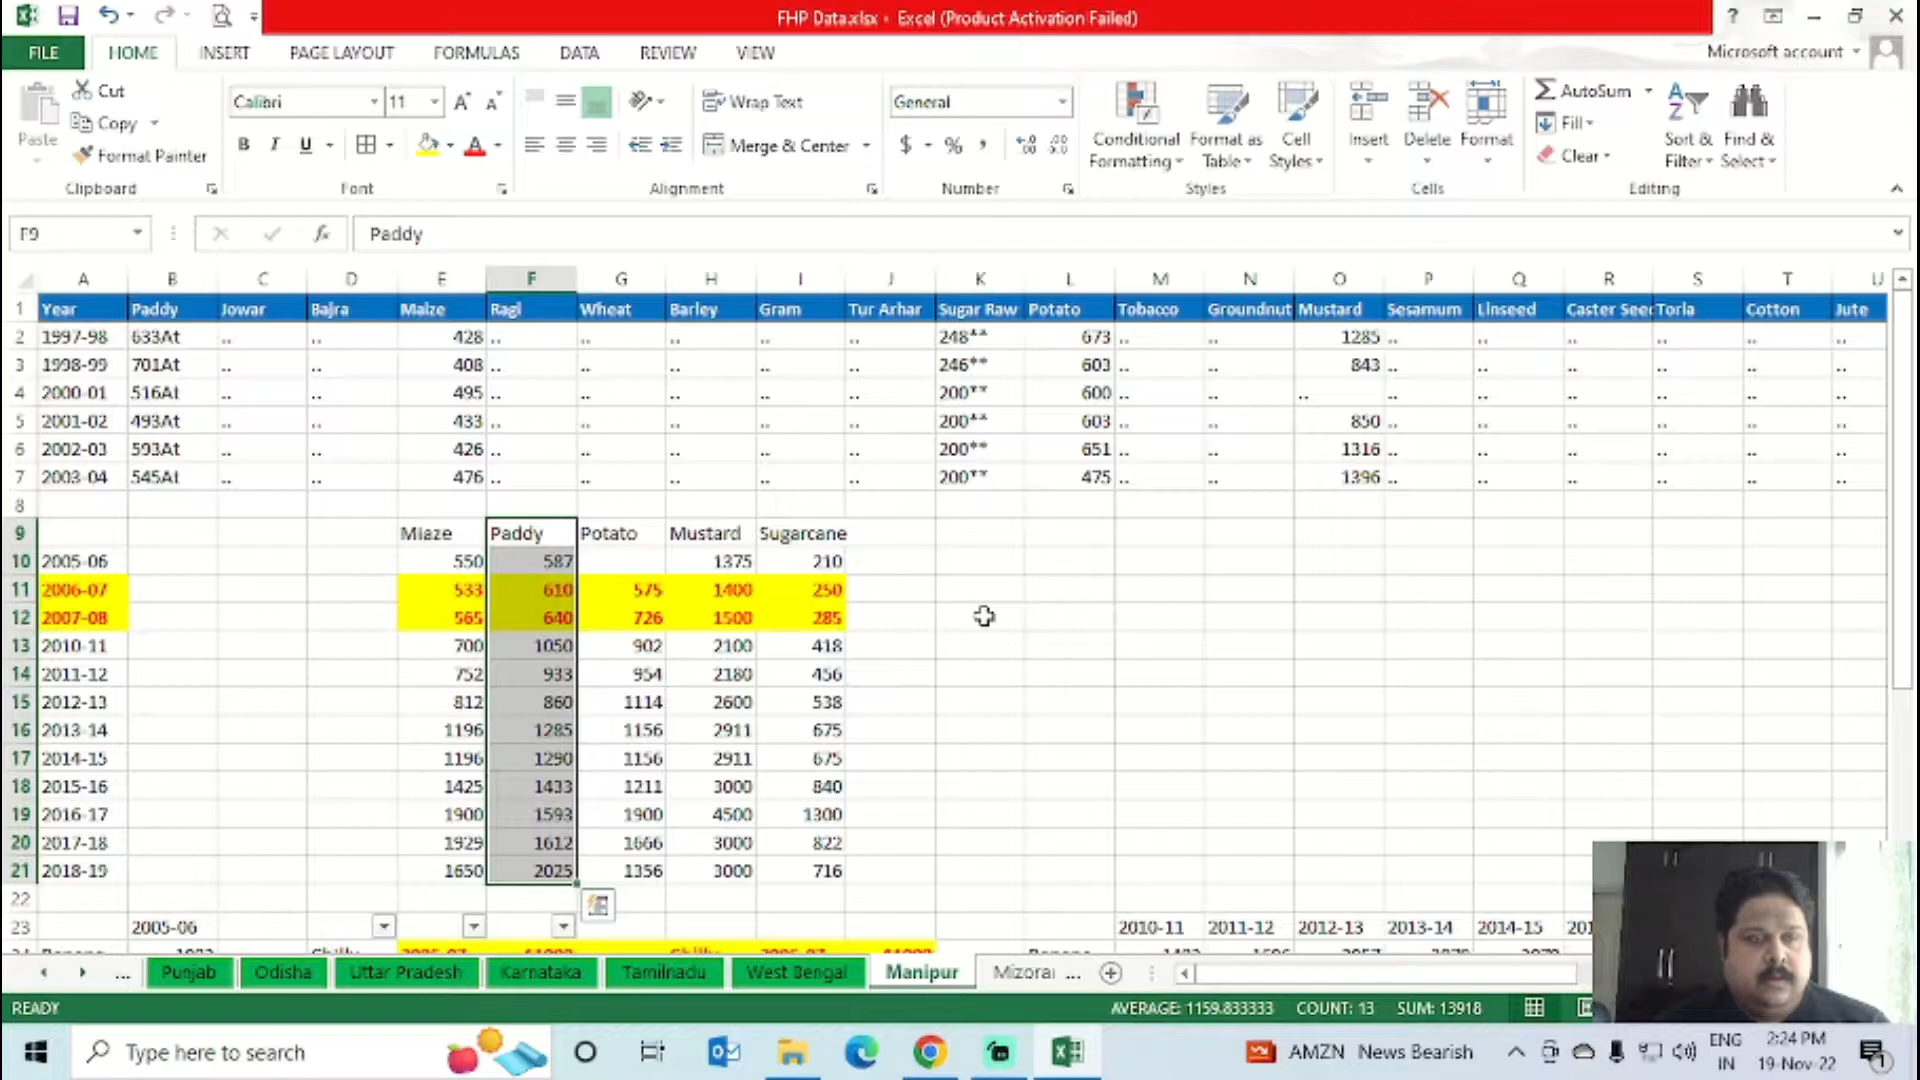 FHP Data.xlsx - Excel (Product Activation Failed)
FILE HOME INSERT PAGE LAYOUT FORMULAS DATA REVIEW VIEW Microsoft account
Cut
Copy
Format Painter
Paste
Clipboard
Calibri 11
B I U
Font
Wrap Text
Merge & Center
Alignment
General
$ % ,
Number
Conditional Formatting
Format as Table
Cell Styles
Styles
Insert Delete Format
Cells
AutoSum
Fill
Clear
Sort & Filter
Find & Select
Editing
F9 fx Paddy
A B C D E F G H I J K L M N O P Q R S T U
1 Year Paddy Jowar Bajra Maize Ragi Wheat Barley Gram Tur Arhar Sugar Raw Potato Tobacco Groundnut Mustard Sesamum Linseed Caster Seed Torla Cotton Jute
2 1997-98 633At .. .. 428 .. .. .. .. .. 248** 673 .. .. 1285 .. .. .. .. .. ..
3 1998-99 701At .. .. 408 .. .. .. .. .. 246** 603 .. .. 843 .. .. .. .. .. ..
4 2000-01 516At .. .. 495 .. .. .. .. .. 200** 600 .. .. .. .. .. .. .. .. ..
5 2001-02 493At .. .. 433 .. .. .. .. .. 200** 603 .. .. 850 .. .. .. .. .. ..
6 2002-03 593At .. .. 426 .. .. .. .. .. 200** 651 .. .. 1316 .. .. .. .. .. ..
7 2003-04 545At .. .. 476 .. .. .. .. .. 200** 475 .. .. 1396 .. .. .. .. .. ..
8
9 Miaze Paddy Potato Mustard Sugarcane
10 2005-06 550 587 1375 210
11 2006-07 533 610 575 1400 250
12 2007-08 565 640 726 1500 285
13 2010-11 700 1050 902 2100 418
14 2011-12 752 933 954 2180 456
15 2012-13 812 860 1114 2600 538
16 2013-14 1196 1285 1156 2911 675
17 2014-15 1196 1290 1156 2911 675
18 2015-16 1425 1433 1211 3000 840
19 2016-17 1900 1593 1900 4500 1300
20 2017-18 1929 1612 1666 3000 822
21 2018-19 1650 2025 1356 3000 716
22
23 2005-06 2010-11 2011-12 2012-13 2013-14 2014-15
... Punjab Odisha Uttar Pradesh Karnataka Tamilnadu West Bengal Manipur Mizorai ...
READY AVERAGE: 1159.833333 COUNT: 13 SUM: 13918
Type here to search AMZN News Bearish ENG IN 2:24 PM 19-Nov-22 1